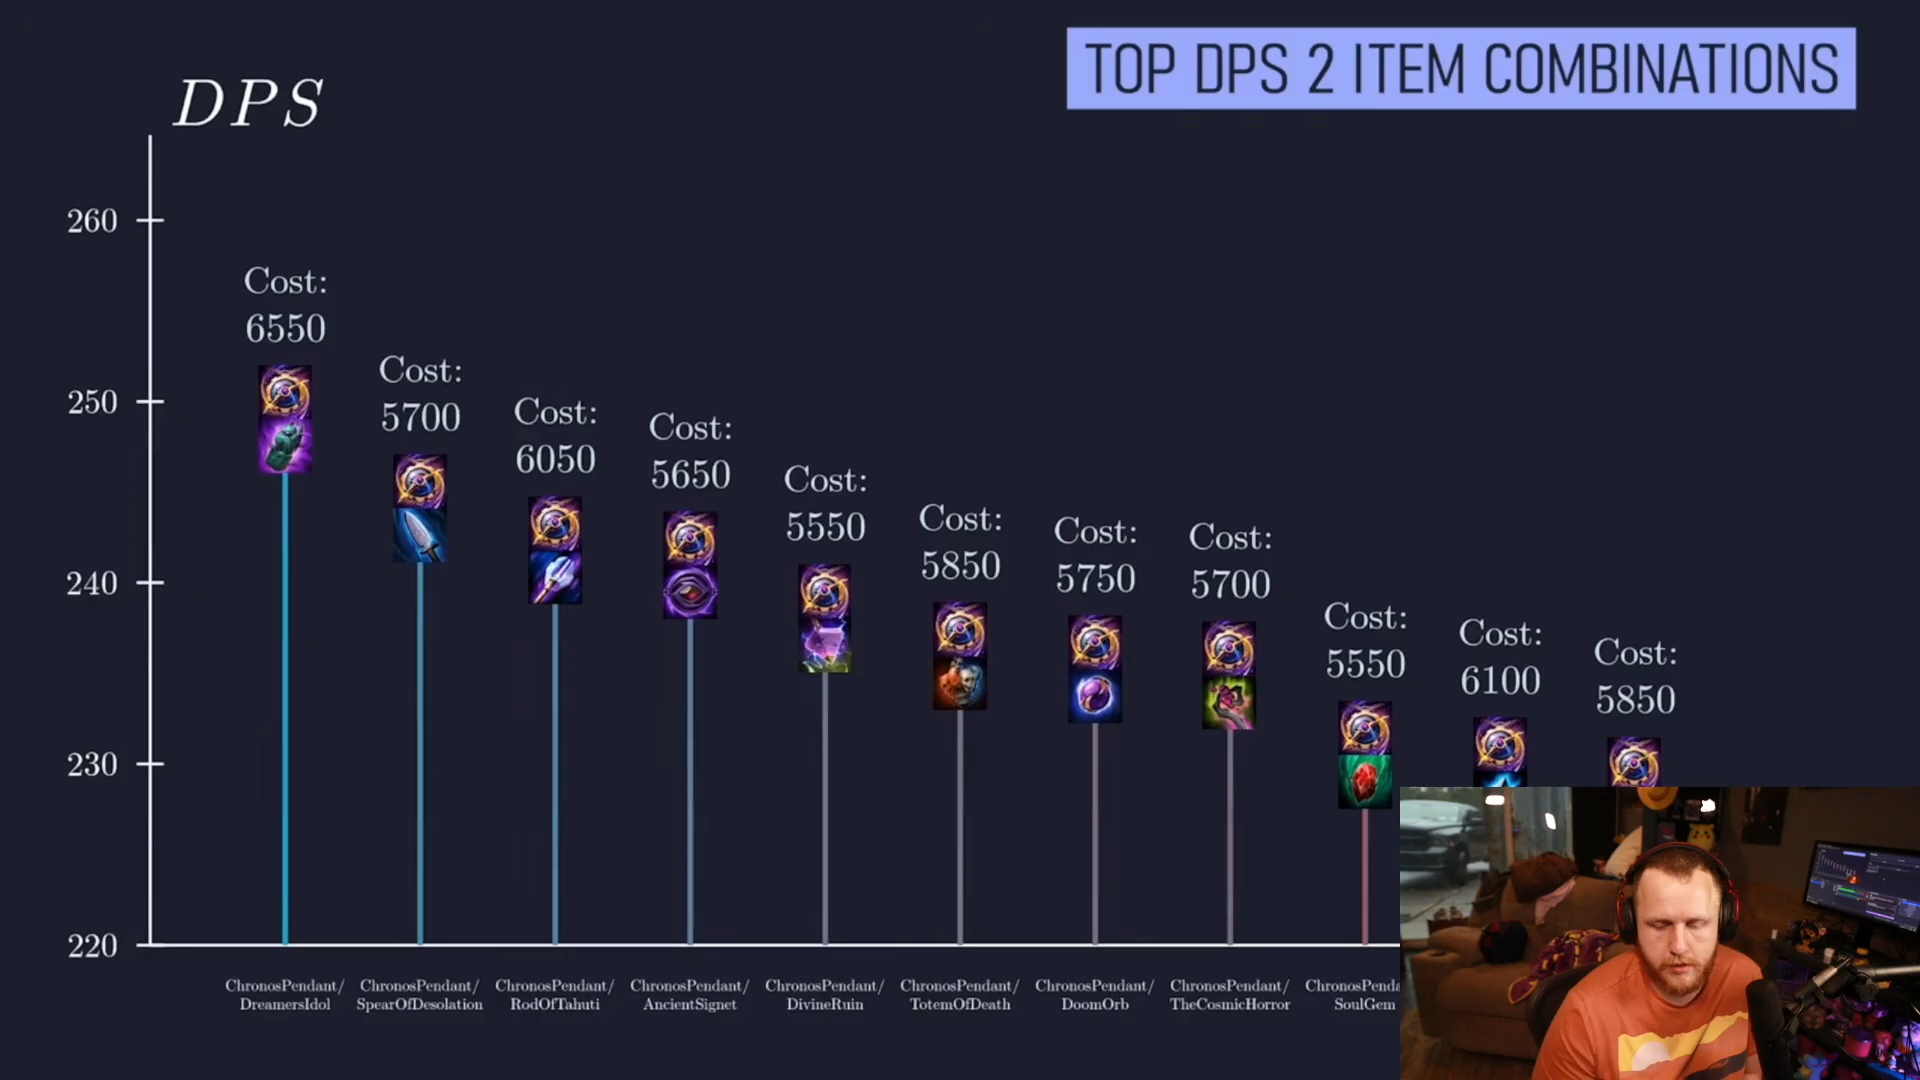 TOP DPS 2 ITEM COMBINATIONS
DPS
260
250
240
230
220
Cost:
6550
Cost:
5700
Cost:
6050
Cost:
5650
Cost:
5550
Cost:
5850
Cost:
5750
Cost:
5700
Cost:
5550
Cost:
6100
Cost:
5850
ChronosPendant/
DreamersIdol
ChronosPendant/
SpearOfDesolation
ChronosPendant/
RodOfTahuti
ChronosPendant/
AncientSignet
ChronosPendant/
DivineRuin
ChronosPendant/
TotemOfDeath
ChronosPendant/
DoomOrb
ChronosPendant/
TheCosmicHorror
ChronosPenda
SoulGem